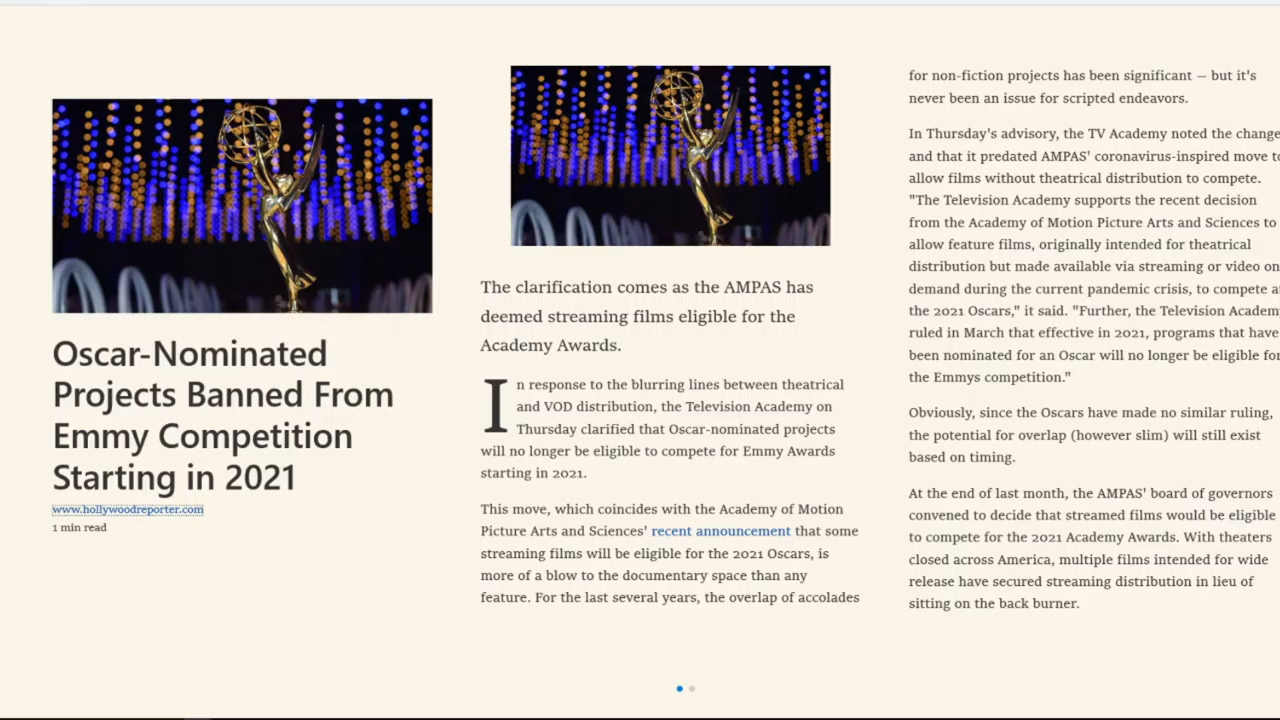 Oscar-Nominated
Projects Banned From
Emmy Competition
Starting in 2021
www.hollywoodreporter.com
1 min read
The clarification comes as the AMPAS has
deemed streaming films eligible for the
Academy Awards.
In response to the blurring lines between theatrical
and VOD distribution, the Television Academy on
Thursday clarified that Oscar-nominated projects
will no longer be eligible to compete for Emmy Awards
starting in 2021.
This move, which coincides with the Academy of Motion
Picture Arts and Sciences' recent announcement that some
streaming films will be eligible for the 2021 Oscars, is
more of a blow to the documentary space than any
feature. For the last several years, the overlap of accolades
for non-fiction projects has been significant — but it's
never been an issue for scripted endeavors.
In Thursday's advisory, the TV Academy noted the change
and that it predated AMPAS' coronavirus-inspired move to
allow films without theatrical distribution to compete.
"The Television Academy supports the recent decision
from the Academy of Motion Picture Arts and Sciences to
allow feature films, originally intended for theatrical
distribution but made available via streaming or video on
demand during the current pandemic crisis, to compete a
the 2021 Oscars," it said. "Further, the Television Academ
ruled in March that effective in 2021, programs that have
been nominated for an Oscar will no longer be eligible for
the Emmys competition.”
Obviously, since the Oscars have made no similar ruling,
the potential for overlap (however slim) will still exist
based on timing.
At the end of last month, the AMPAS' board of governors
convened to decide that streamed films would be eligible
to compete for the 2021 Academy Awards. With theaters
closed across America, multiple films intended for wide
release have secured streaming distribution in lieu of
sitting on the back burner.